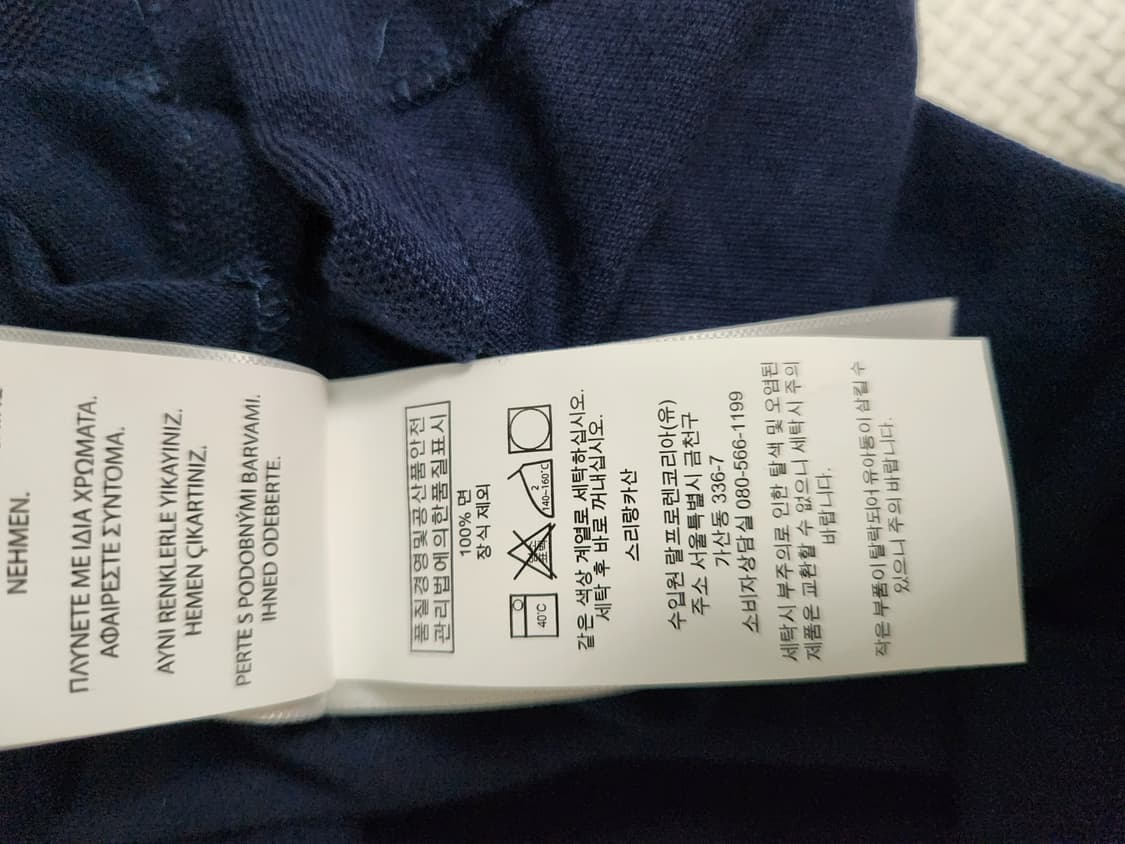 NEHMEN.
ΠΛΥΝΕΤΕ ΜΕ ΙΔΙΑ ΧΡΩΜΑΤΑ.
ΑΦΑΙΡΕΣΤΕ ΣΥΝΤΟΜΑ.
AYNI RENKLERLE YIKAYINIZ.
HEMEN ÇIKARTINIZ.
PERTE S PODOBNÝMI BARVAMI.
IHNED ODEBERTE.
품질경영및공산품안전
관리법에의한품질표시
100% 면
장식 제외
40°C
2
140~160°C
같은 색상 계열로 세탁하십시오.
세탁 후 바로 꺼내십시오.
스리랑카산
수입원 랄프로렌코리아(유)
주소 서울특별시 금천구
가산동 336-7
소비자상담실 080-566-1199
세탁시 부주의로 인한 탈색 및 오염된
제품은 교환할 수 없으니 세탁시 주의
바랍니다.
작은부품이 탈락되어유아동이 삼킬 수
있으니 주의 바랍니다.